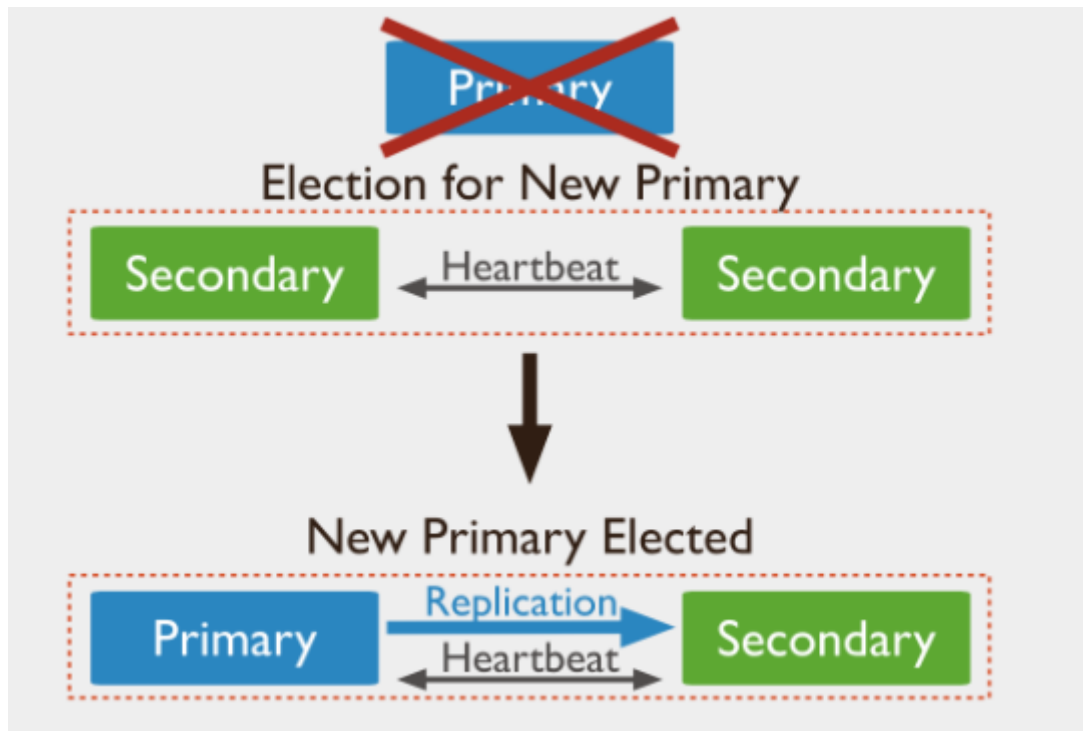 Primary
Election for New Primary
Secondary
Heartbeat
Secondary
New Primary Elected
Primary
Replication
Heartbeat
Secondary